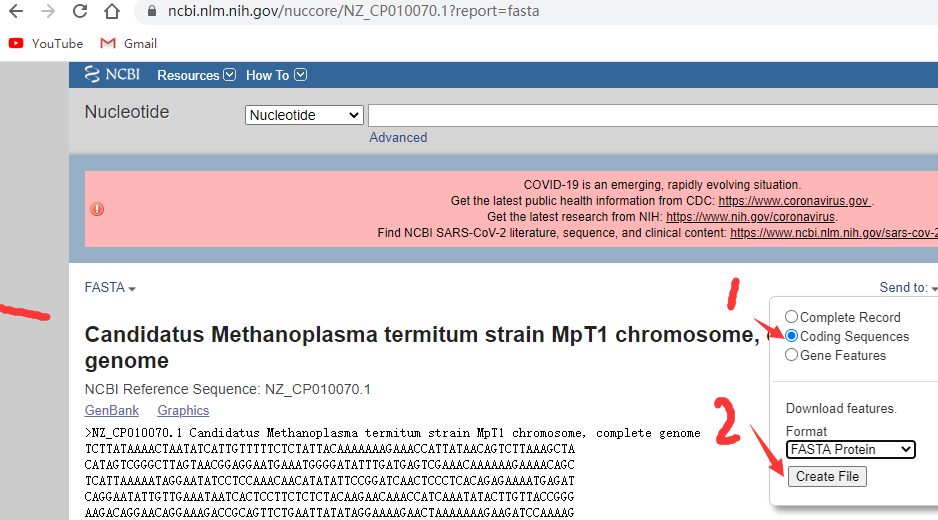 ncbi.nlm.nih.gov/nuccore/NZ_CP010070.1?report=fasta
YouTube Gmail
NCBI Resources How To
Nucleotide
Nucleotide
Advanced
COVID-19 is an emerging, rapidly evolving situation.
Get the latest public health information from CDC: https://www.coronavirus.gov .
Get the latest research from NIH: https://www.nih.gov/coronavirus.
Find NCBI SARS-CoV-2 literature, sequence, and clinical content: https://www.ncbi.nlm.nih.gov/sars-cov-2
FASTA
Send to:
1
Complete Record
Coding Sequences
Gene Features
Candidatus Methanoplasma termitum strain MpT1 chromosome,
genome
NCBI Reference Sequence: NZ_CP010070.1
GenBank Graphics
2
Download features.
Format
FASTA Protein
Create File
>NZ_CP010070.1 Candidatus Methanoplasma termitum strain MpT1 chromosome, complete genome
TCTTATAAAACTAATATCATTGTTTTTCTCTATTACAAAAAAAGAAACCATTATAACAGTCTTAAAGCTA
CATAGTCGGGCTTAGTAACGGAGGAATGAAATGGGGATATTTGATGAGTCGAAACAAAAAAGAAAACAGC
TCATTAAAAATAGGAATATCCTCCAAACAACATATATTCCGGATCAACTCCCTCACAGAGAAAATGAGAT
CAGGAATATTGTTGAAATAATCACTCCTCTTCTCTACAAGAACAAACCATCAAATATACTTGTTACCGGG
AAGACAGGAACAGGAAAGACCGCAGTTCTGAATTATATAGGAAAAGAACTAAAAAAAGAAGATCCAAAAG